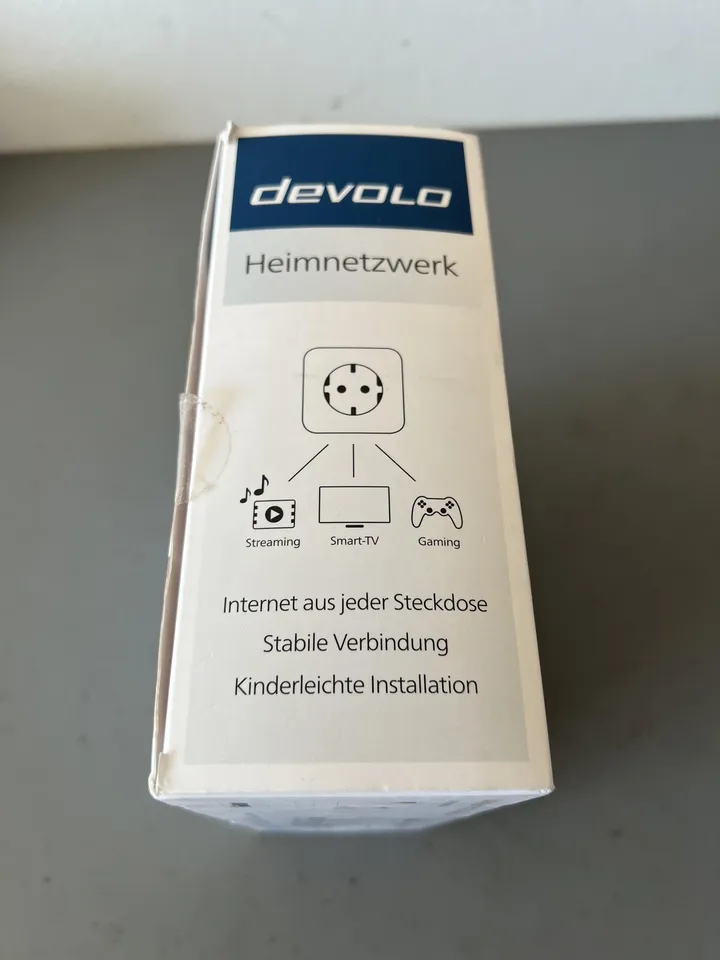 devolo
Heimnetzwerk
Streaming
Smart-TV
Gaming
Internet aus jeder Steckdose
Stabile Verbindung
Kinderleichte Installation